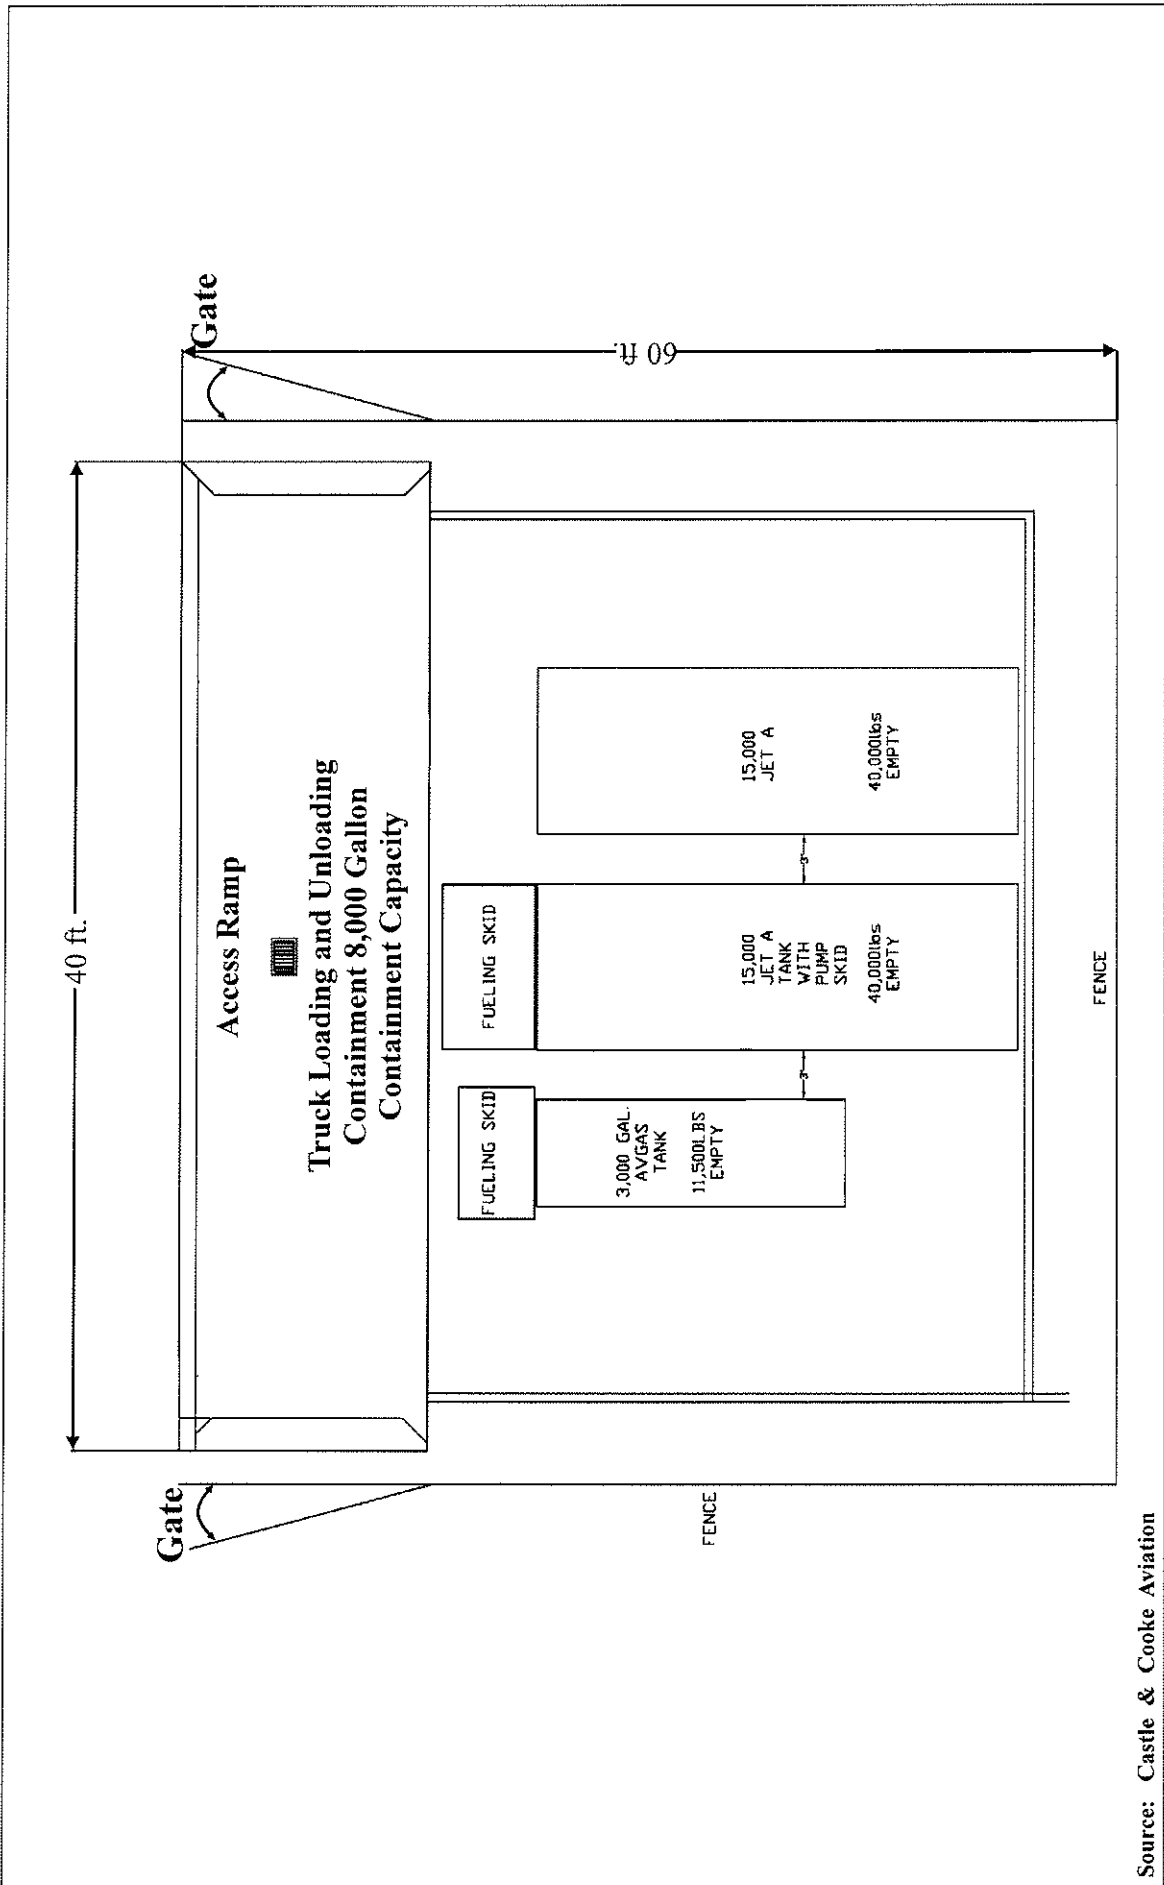 40 ft.
Gate
Gate
Access Ramp
Truck Loading and Unloading
Containment 8,000 Gallon
Containment Capacity
60 ft.
FUELING SKID
FUELING SKID
3,000 GAL.
AVGAS
TANK
11,500LBS
EMPTY
3'
15,000
JET A
TANK
WITH
PUMP
SKID
40,000lbs
EMPTY
3'
15,000
JET A
40,000lbs
EMPTY
FENCE
FENCE
Source: Castle & Cooke Aviation